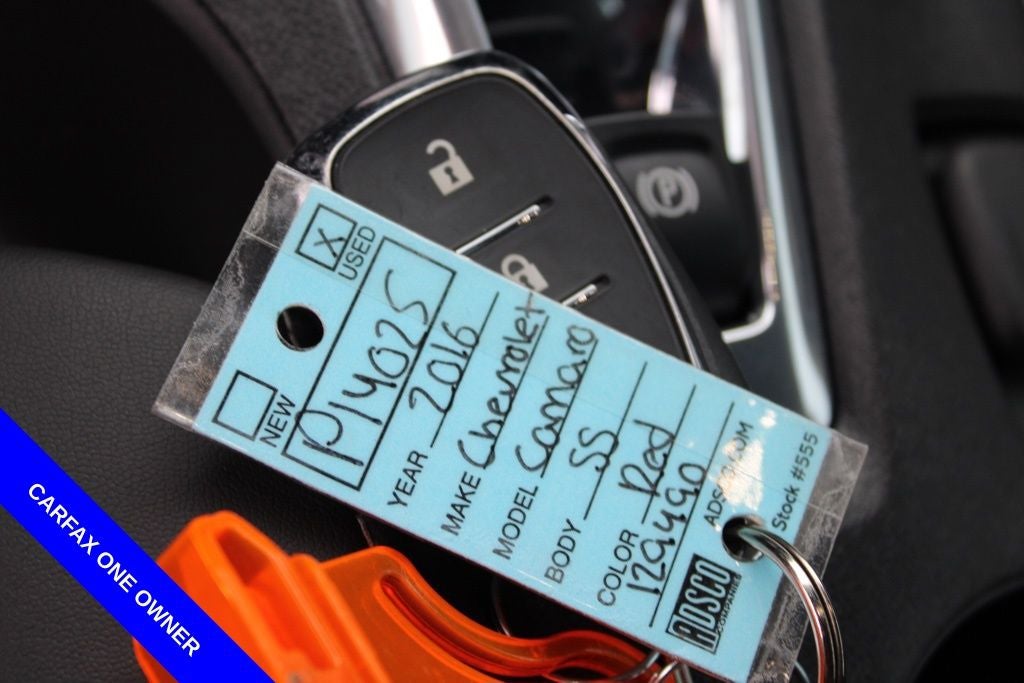 X USED
NEW
P14025
YEAR 2016
MAKE Chevrolet
MODEL Camaro
BODY SS
COLOR Red
129490
ADSCO
COMPANIES
Stock #555
P
CARFAX ONE OWNER